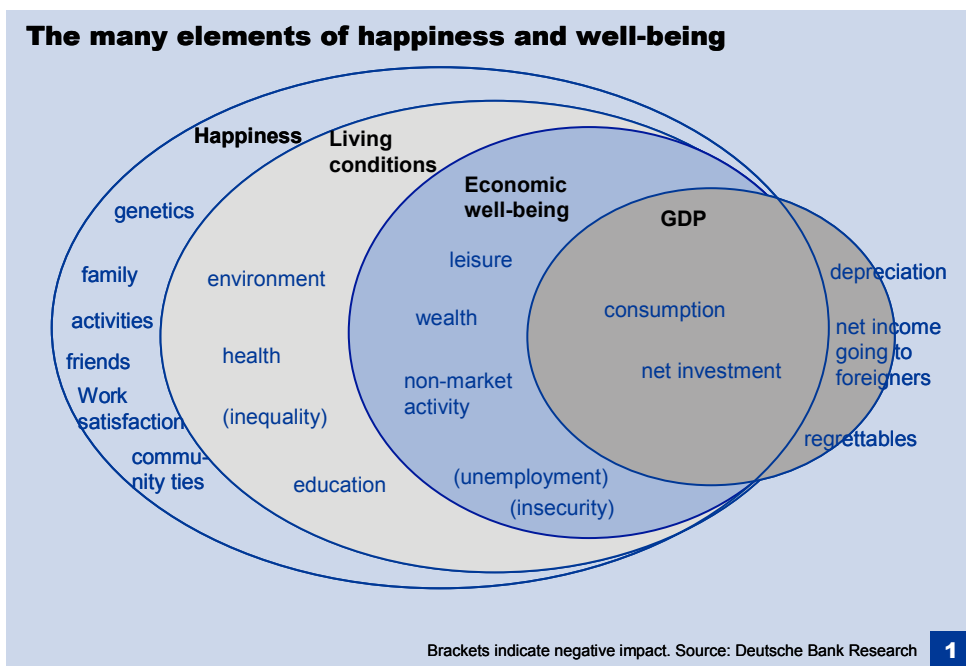 The many elements of happiness and well-being
Happiness
Living
conditions
Economic
well-being
GDP
genetics
family
activities
friends
Work
satisfaction
commu-
nity ties
environment
health
(inequality)
education
leisure
wealth
non-market
activity
(unemployment)
(insecurity)
consumption
net investment
depreciation
net income
going to
foreigners
regrettables
Brackets indicate negative impact. Source: Deutsche Bank Research
1